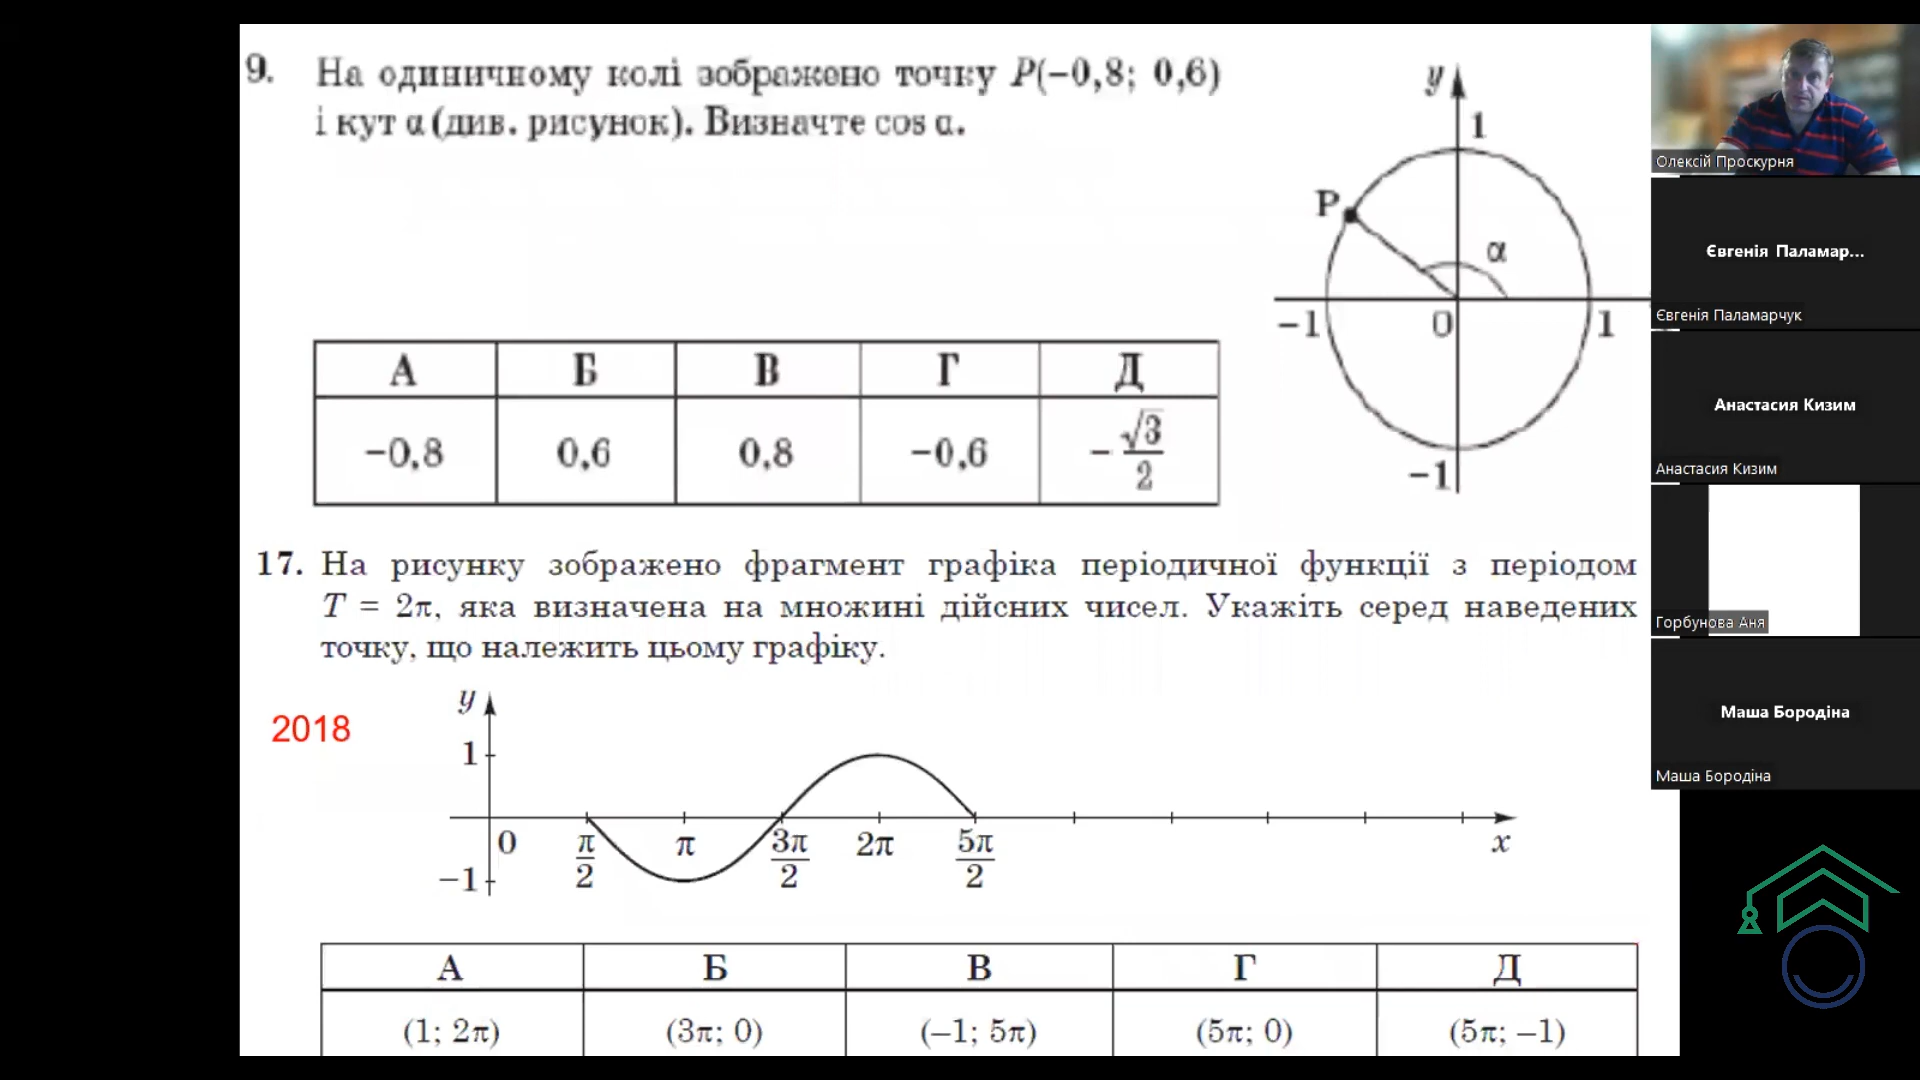 9. На одиничному колі зображено точку P(−0,8; 0,6)
і кут α (див. рисунок). Визначте cos α.
y
1
P
α
−1 0 1
−1
А Б В Г Д
−0,8 0,6 0,8 −0,6 −√3/2
17. На рисунку зображено фрагмент графіка періодичної функції з періодом
T = 2π, яка визначена на множині дійсних чисел. Укажіть серед наведених
точку, що належить цьому графіку.
2018
y
1
0 π/2 π 3π/2 2π 5π/2 x
−1
А Б В Г Д
(1; 2π) (3π; 0) (−1; 5π) (5π; 0) (5π; −1)
Олексій Проскурня
Євгенія Паламар...
Євгенія Паламарчук
Анастасия Кизим
Анастасия Кизим
Горбунова Аня
Маша Бородіна
Маша Бородіна